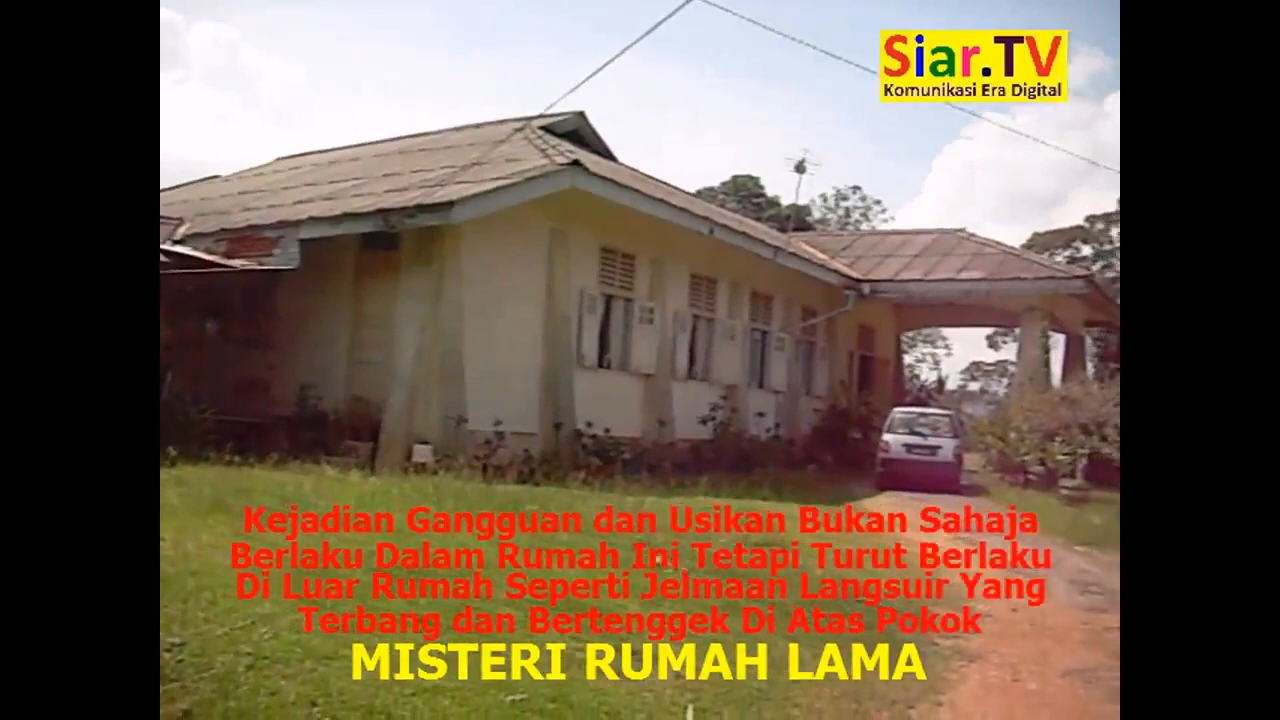 Siar.TV
Komunikasi Era Digital
Kejadian Gangguan dan Usikan Bukan Sahaja
Berlaku Dalam Rumah Ini Tetapi Turut Berlaku
Di Luar Rumah Seperti Jelmaan Langsuir Yang
Terbang dan Bertenggek Di Atas Pokok
MISTERI RUMAH LAMA